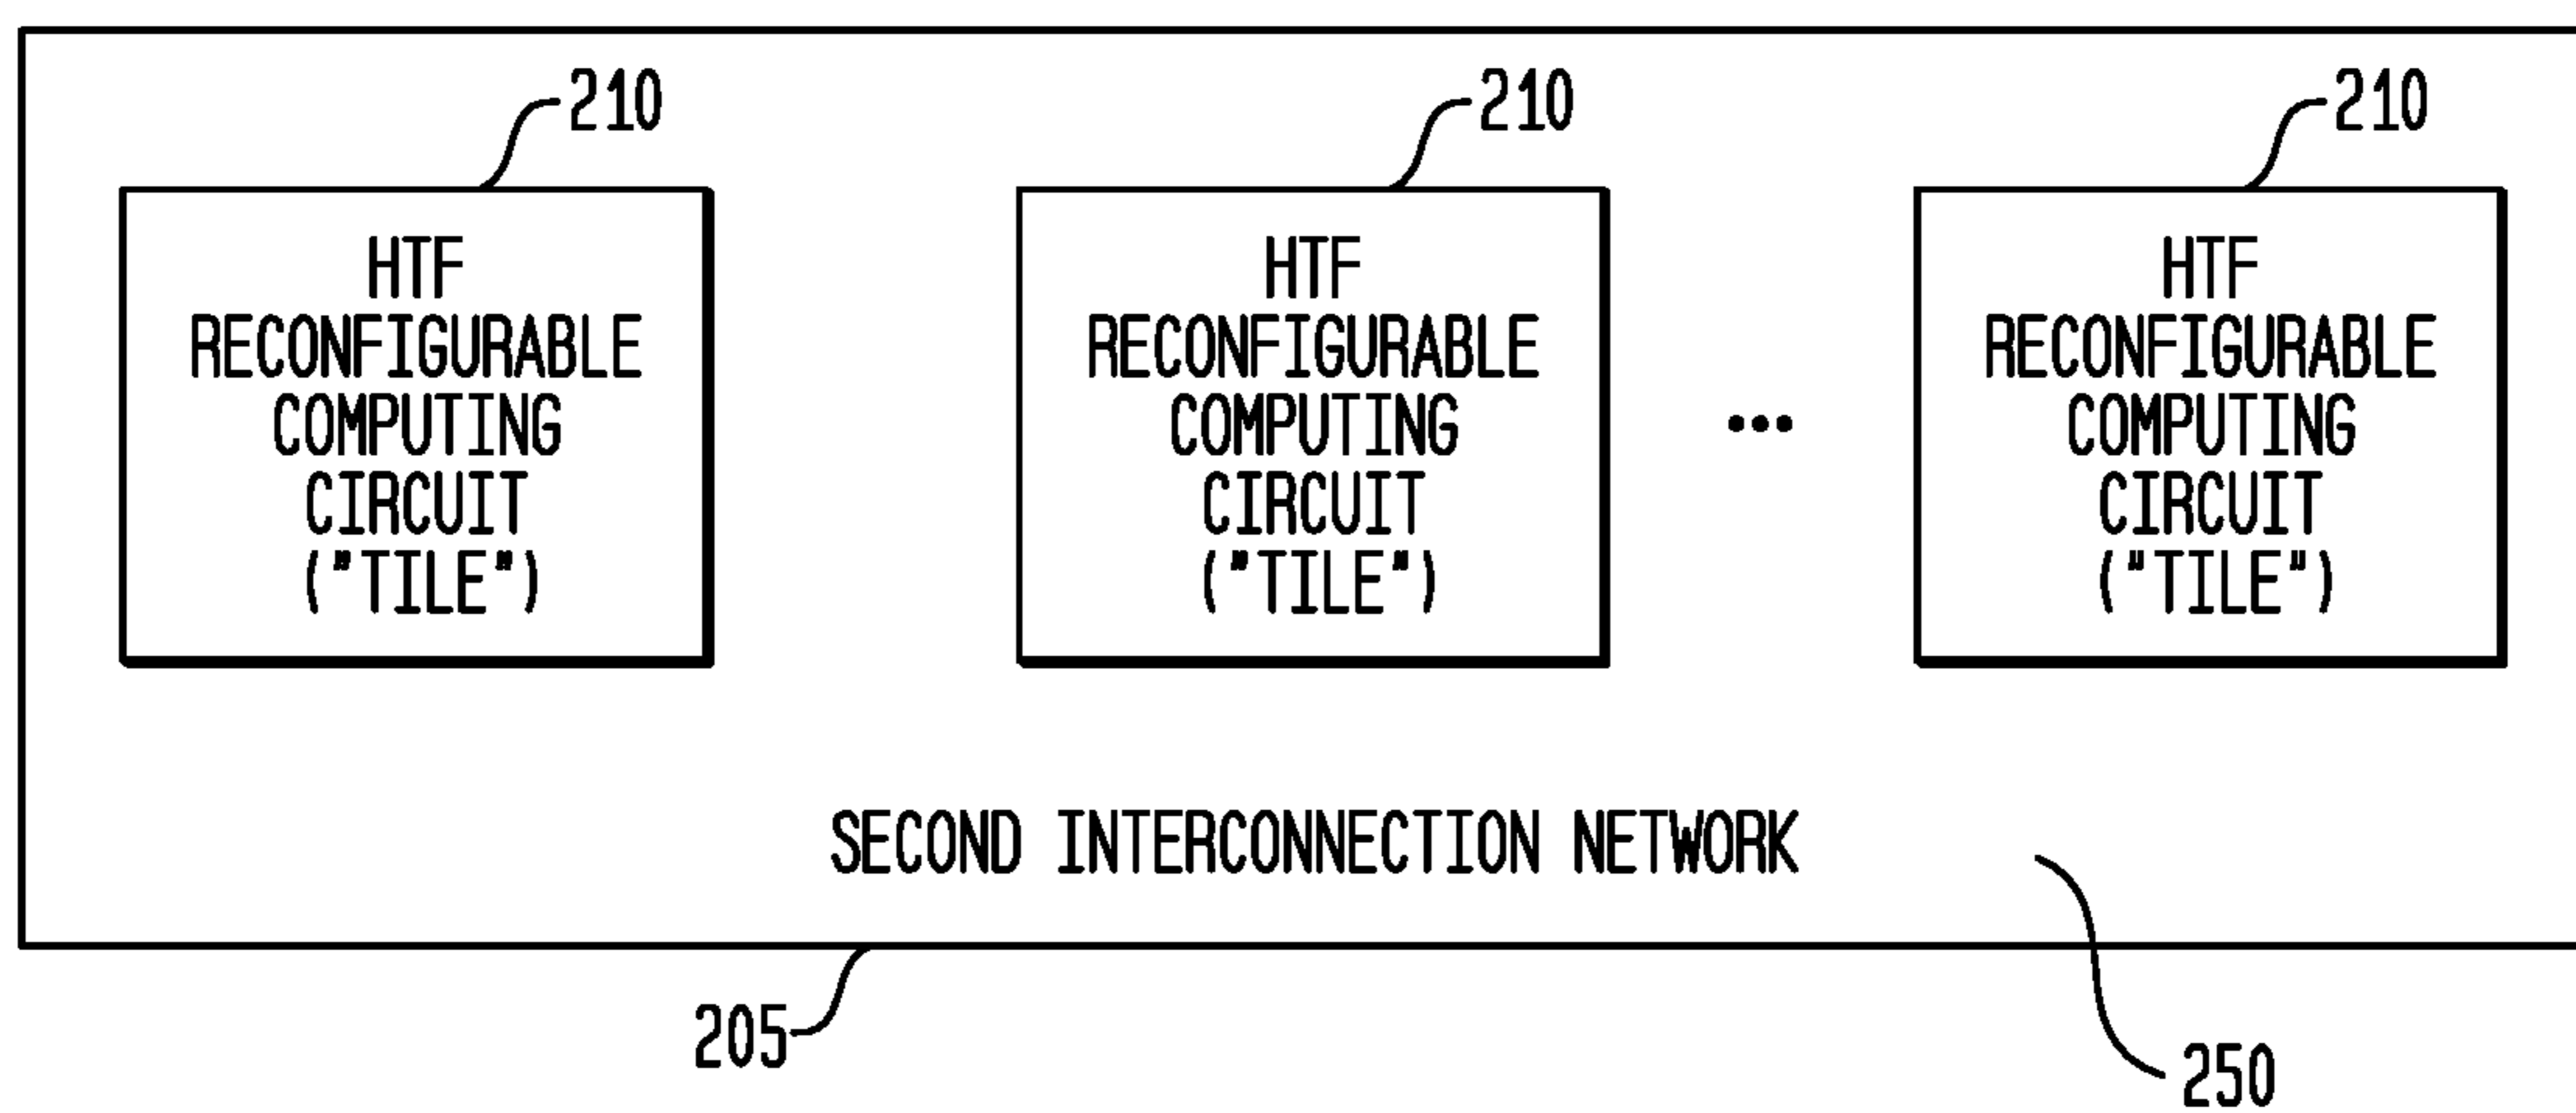 210
210
210
HTF
RECONFIGURABLE
COMPUTING
CIRCUIT
("TILE")
HTF
RECONFIGURABLE
COMPUTING
CIRCUIT
("TILE")
...
HTF
RECONFIGURABLE
COMPUTING
CIRCUIT
("TILE")
SECOND INTERCONNECTION NETWORK
205
250